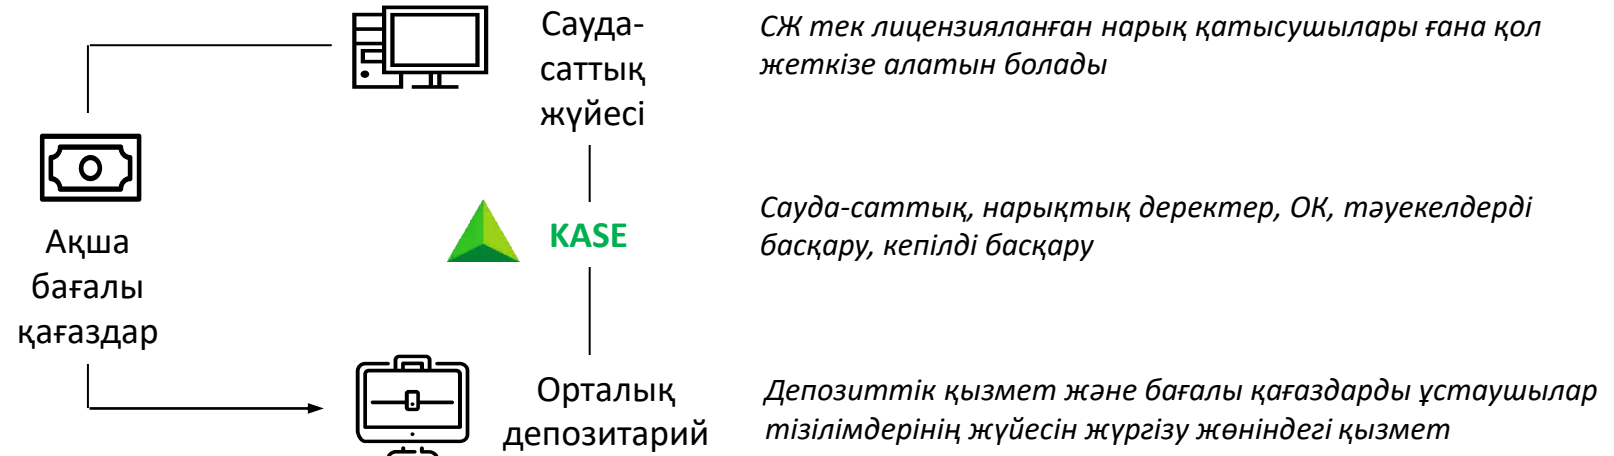 Сауда-
саттық
жүйесі
СЖ тек лицензияланған нарық қатысушылары ғана қол
жеткізе алатын болады
Ақша
бағалы
қағаздар
KASE
Сауда-саттық, нарықтық деректер, ОК, тәуекелдерді
басқару, кепілді басқару
Орталық
депозитарий
Депозиттік қызмет және бағалы қағаздарды ұстаушылар
тізілімдерінің жүйесін жүргізу жөніндегі қызмет